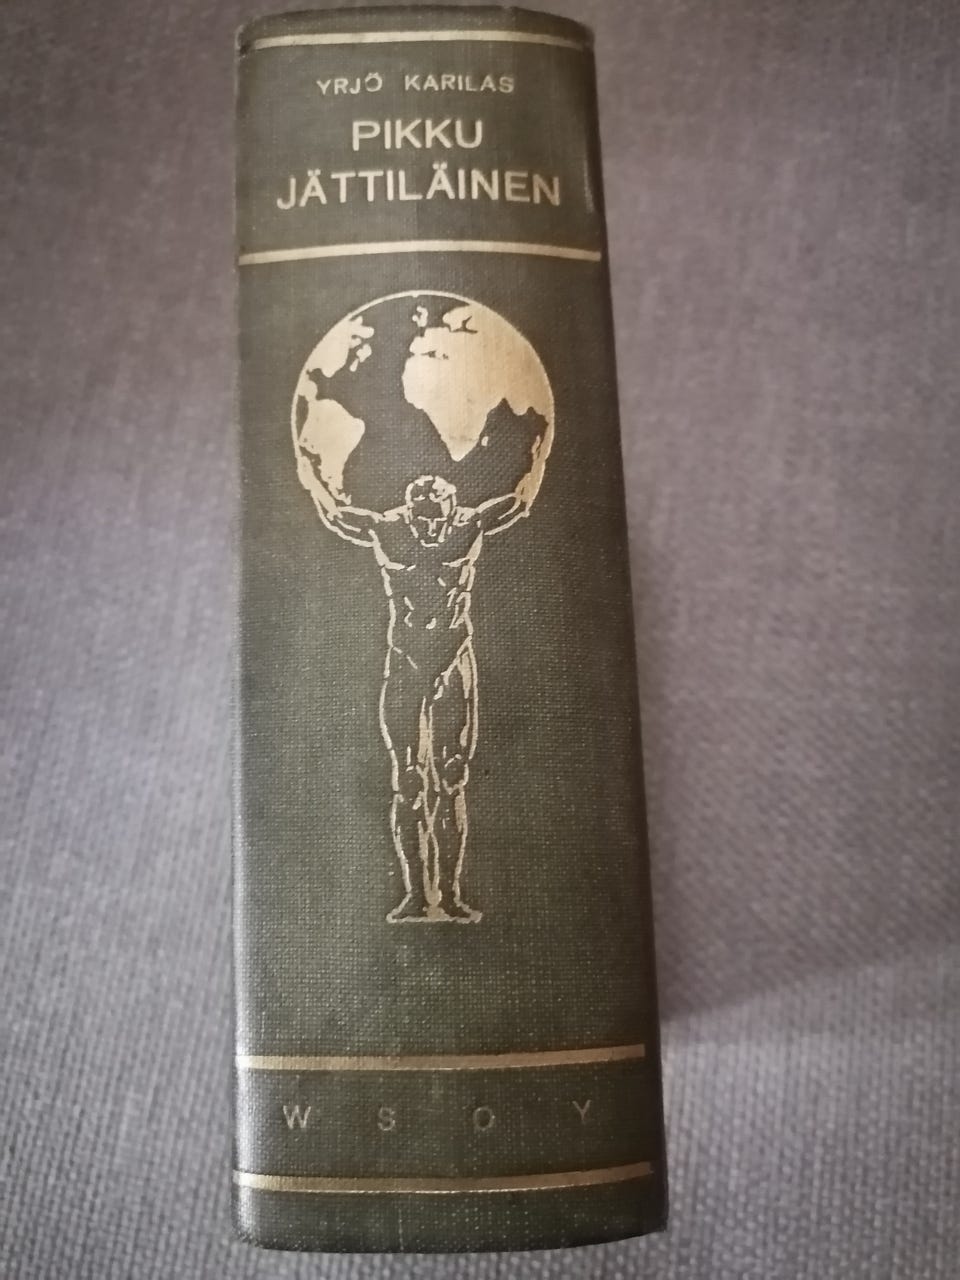 YRJÖ KARILAS
PIKKU
JÄTTILÄINEN
W S O Y